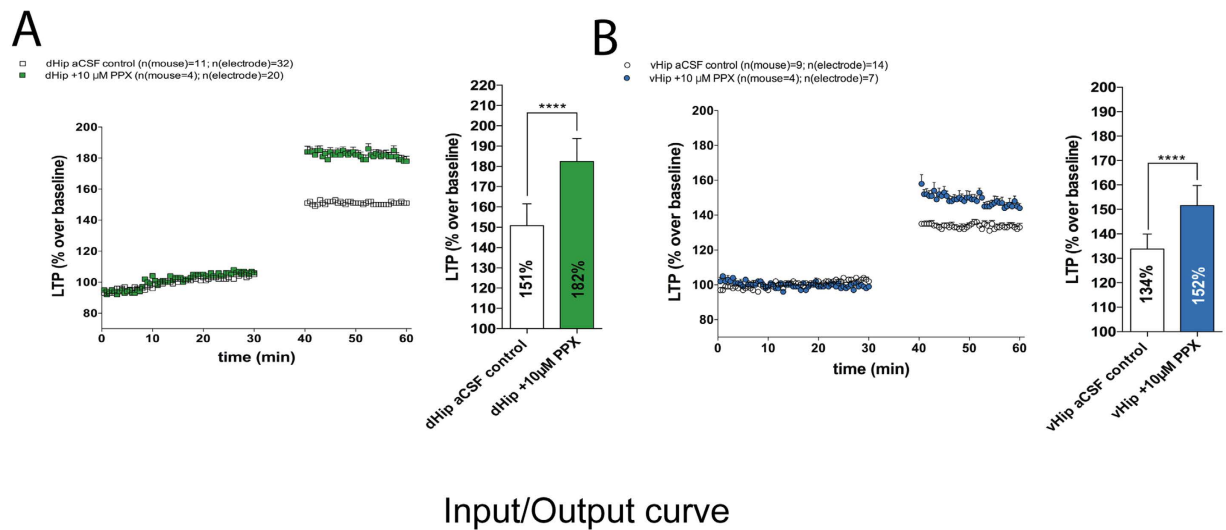 A
dHip aCSF control (n(mouse)=11; n(electrode)=32)
dHip +10 µM PPX (n(mouse=4); n(electrode)=20)
LTP (% over baseline)
200
180
160
140
120
100
80
0 10 20 30 40 50 60
time (min)
LTP (% over baseline)
220
210
200
190
180
170
160
150
140
130
120
110
100
****
151%
182%
dHip aCSF control
dHip +10µM PPX
B
vHip aCSF control (n(mouse)=9; n(electrode)=14)
vHip +10 µM PPX (n(mouse=4); n(electrode)=7)
LTP (% over baseline)
200
180
160
140
120
100
80
0 10 20 30 40 50 60
time (min)
LTP (% over baseline)
200
190
180
170
160
150
140
130
120
110
100
****
134%
152%
vHip aCSF control
vHip +10µM PPX
Input/Output curve